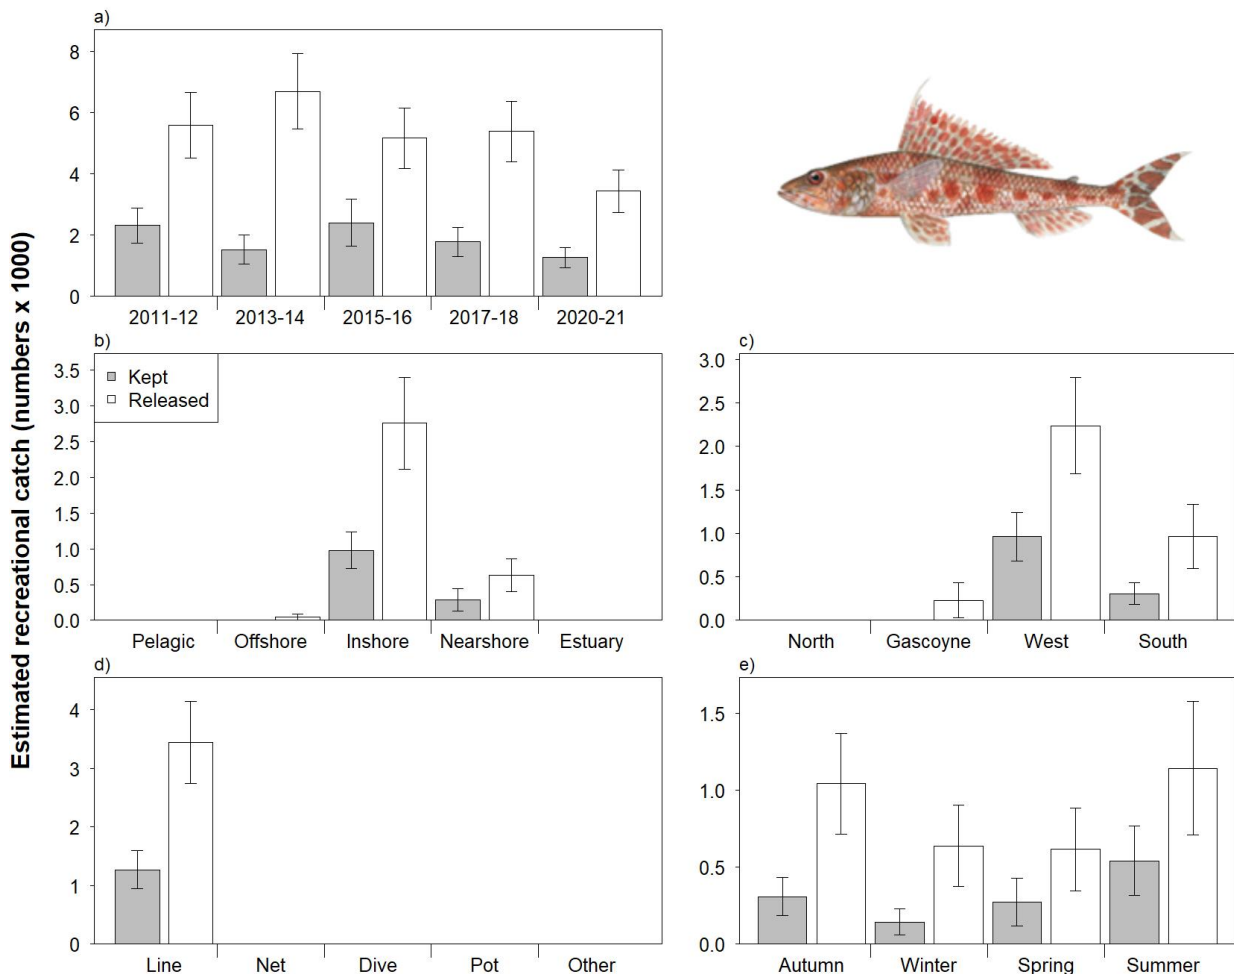 Estimated recreational catch (numbers x 1000)
a)
8
6
4
2
0
2011-12 2013-14 2015-16 2017-18 2020-21
b)
Kept
Released
3.5
3.0
2.5
2.0
1.5
1.0
0.5
0.0
Pelagic Offshore Inshore Nearshore Estuary
c)
3.0
2.5
2.0
1.5
1.0
0.5
0.0
North Gascoyne West South
d)
4
3
2
1
0
Line Net Dive Pot Other
e)
1.5
1.0
0.5
0.0
Autumn Winter Spring Summer